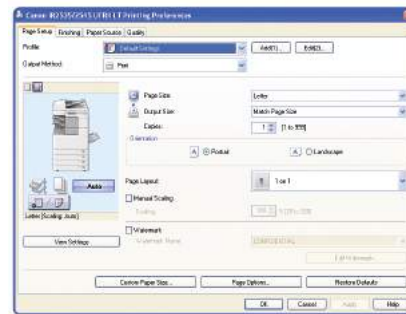 Canon iR2535/2545 UFRII LT Printing Preferences
Page Setup Finishing Paper Source Quality
Profile: Default Settings Add(1)... Edit(2)...
Output Method: Print
Page Size: Letter
Output Size: Match Page Size
Copies: 1 [1 to 999]
Orientation
A Portrait A Landscape
Auto
Page Layout: 1 on 1
Manual Scaling
Letter [Scaling: Auto]
Scaling:
Watermark
View Settings
Watermark Name: CONFIDENTIAL
Custom Paper Size... Page Options... Restore Defaults
OK Cancel Apply Help